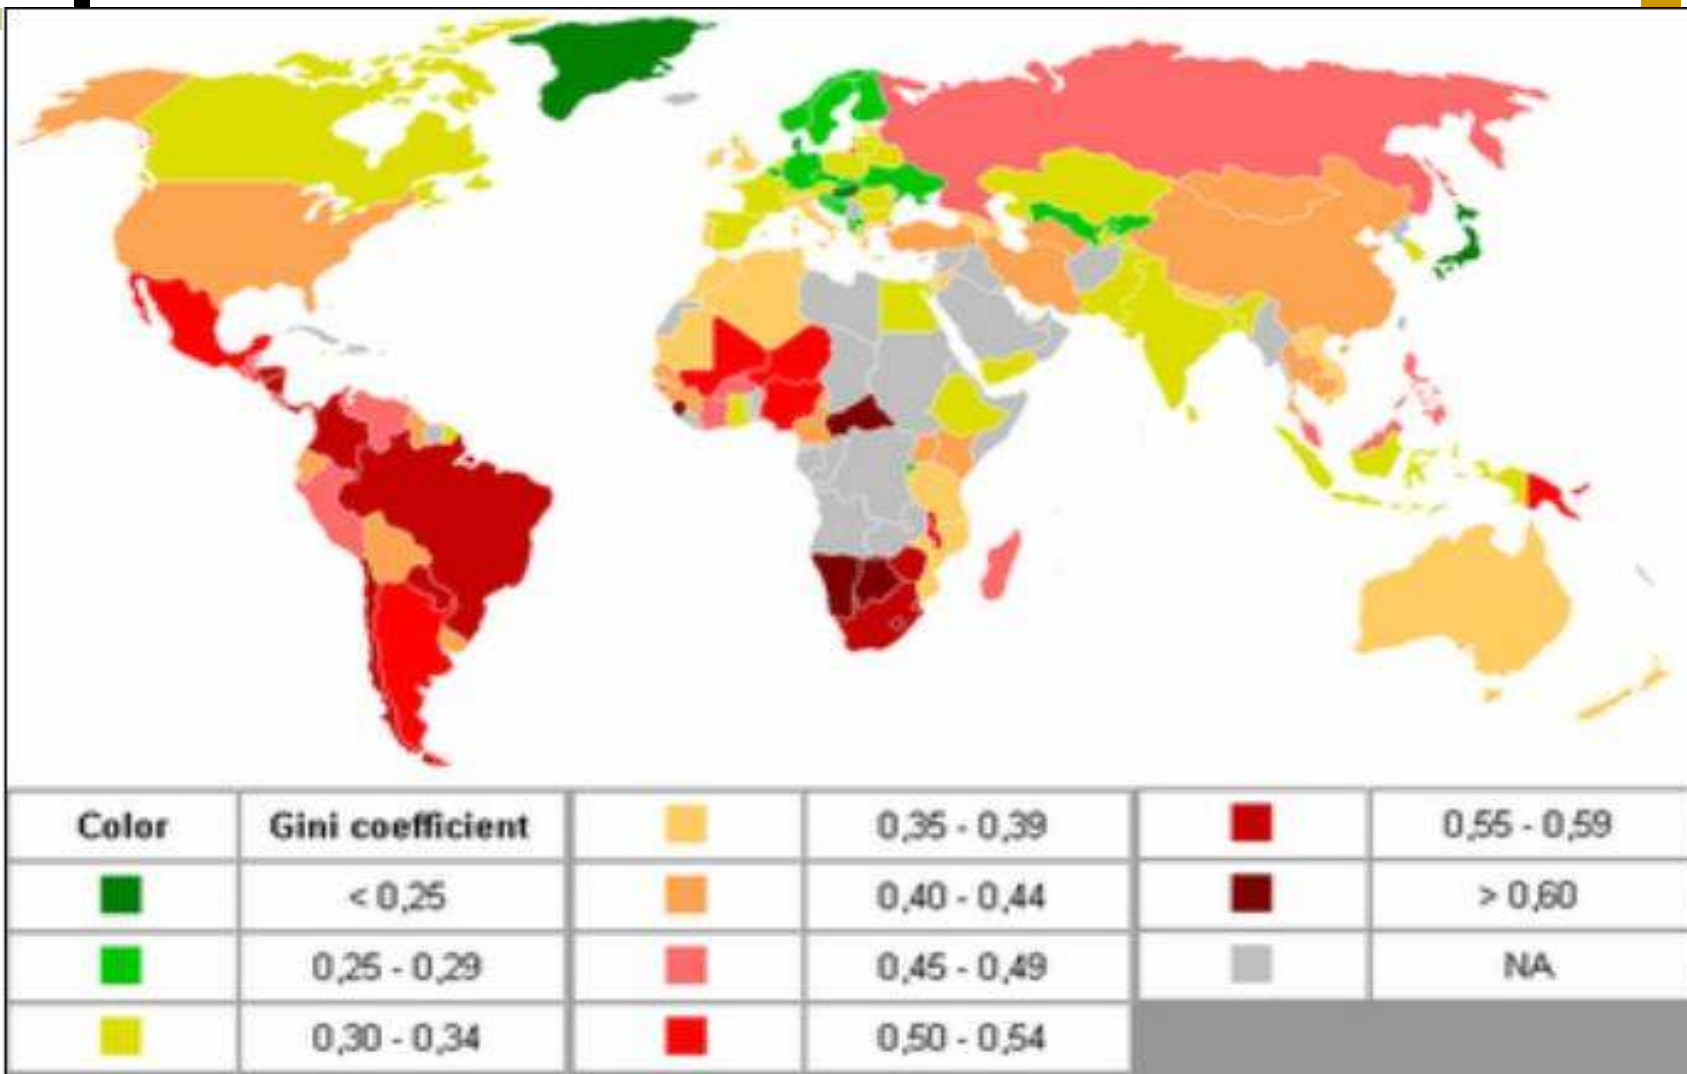 Color Gini coefficient 0,35 - 0,39 0,55 - 0,59
< 0,25 0,40 - 0,44 > 0,60
0,25 - 0,29 0,45 - 0,49 NA
0,30 - 0,34 0,50 - 0,54